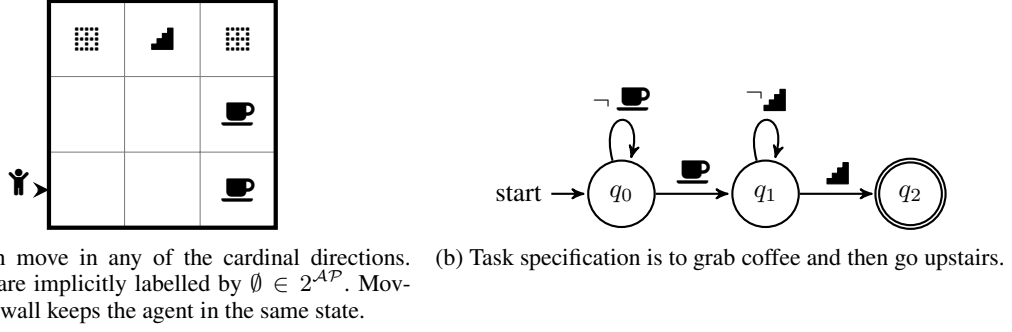 ¬ ¬
start q₀ q₁ q₂
move in any of the cardinal directions.
are implicitly labelled by ∅ ∈ 2^{AP}. Mov-
wall keeps the agent in the same state.
(b) Task specification is to grab coffee and then go upstairs.